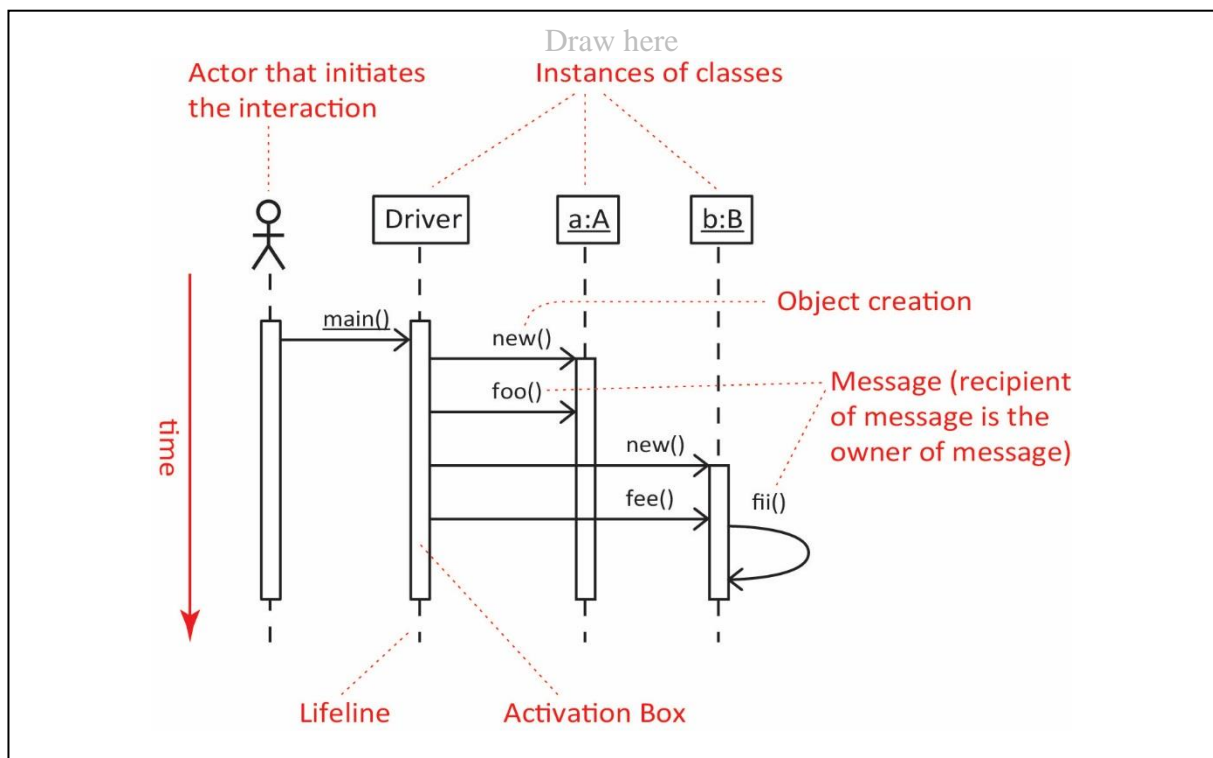 Draw here
Actor that initiates
the interaction
Instances of classes
Driver
a:A
b:B
Object creation
main()
new()
Message (recipient
of message is the
owner of message)
foo()
time
new()
fee()
fii()
Lifeline
Activation Box